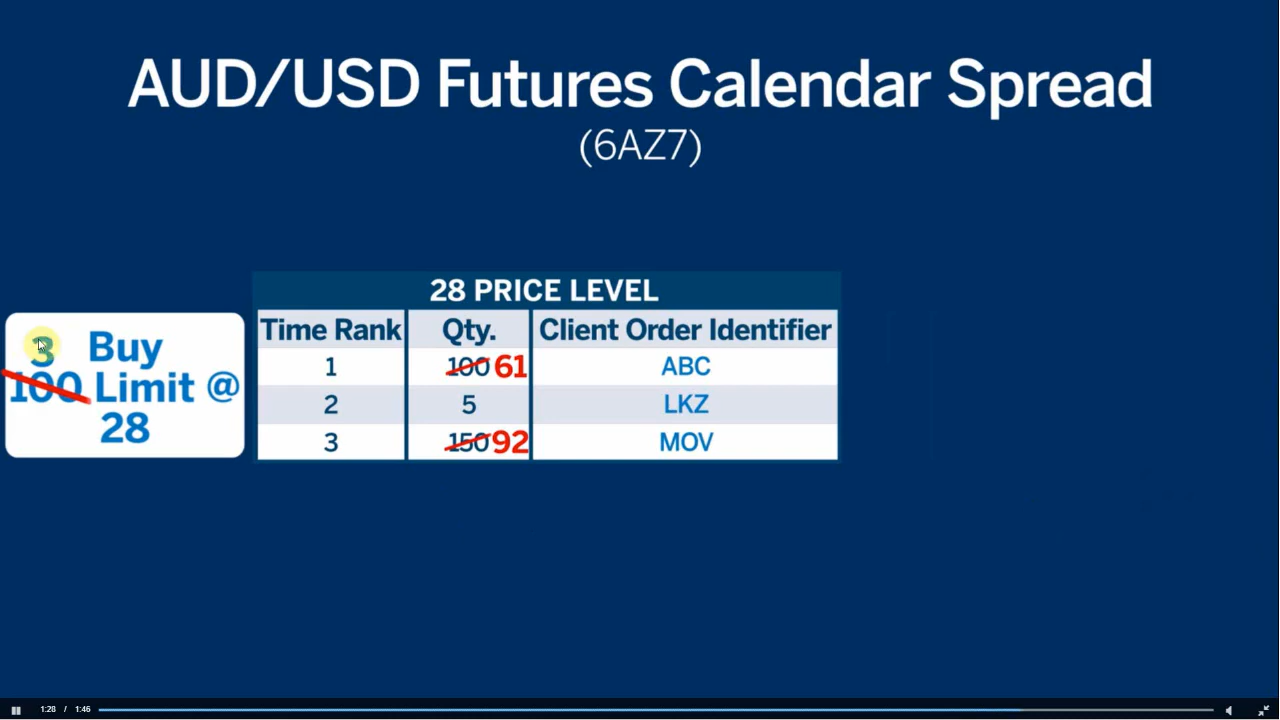 AUD/USD Futures Calendar Spread
(6AZ7)
3 Buy
100 Limit @
28
28 PRICE LEVEL
Time Rank Qty. Client Order Identifier
1 100 61 ABC
2 5 LKZ
3 150 92 MOV
1:28 / 1:46